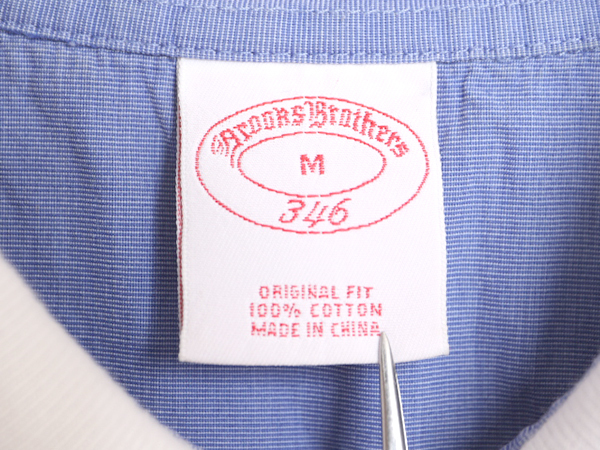 Brooks Brothers
M
346
ORIGINAL FIT
100% COTTON
MADE IN CHINA